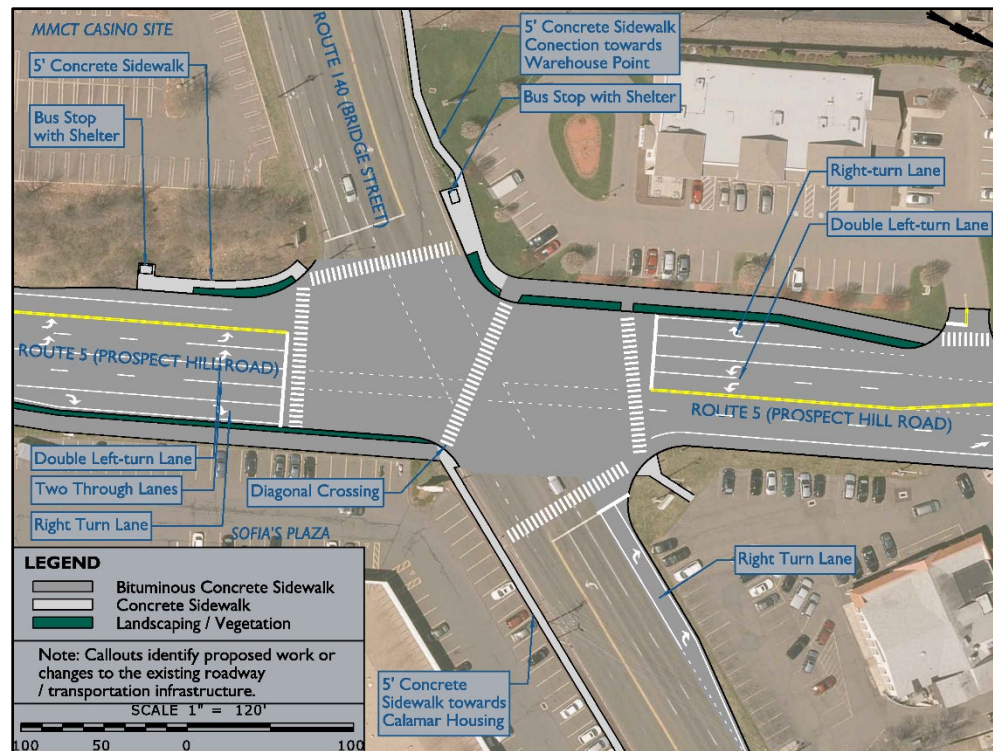 MMCT CASINO SITE
5' Concrete Sidewalk
Bus Stop
with Shelter
ROUTE 140 (BRIDGE STREET)
5' Concrete Sidewalk
Conection towards
Warehouse Point
Bus Stop with Shelter
Right-turn Lane
Double Left-turn Lane
ROUTE 5 (PROSPECT HILL ROAD)
ROUTE 5 (PROSPECT HILL ROAD)
Double Left-turn Lane
Two Through Lanes
Right Turn Lane
Diagonal Crossing
SOFIA'S PLAZA
Right Turn Lane
5' Concrete
Sidewalk towards
Calamar Housing
LEGEND
Bituminous Concrete Sidewalk
Concrete Sidewalk
Landscaping / Vegetation
Note: Callouts identify proposed work or
changes to the existing roadway
/ transportation infrastructure.
SCALE 1" = 120'
100 50 0 100